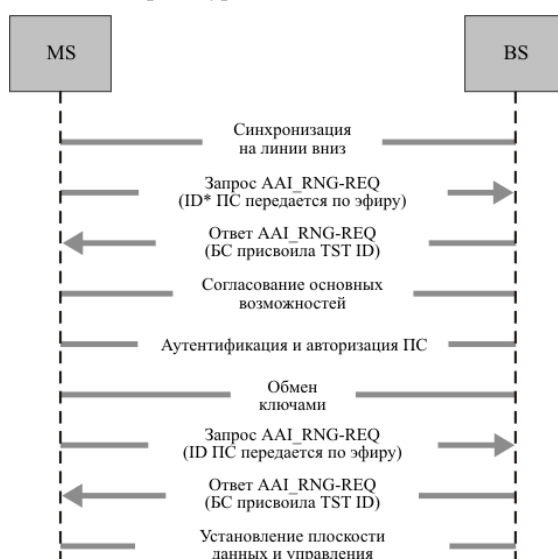 MS
BS
Синхронизация
на линии вниз
Запрос AAI_RNG-REQ
(ID* ПС передается по эфиру)
Ответ AAI_RNG-REQ
(БС присвоила TST ID)
Согласование основных
возможностей
Аутентификация и авторизация ПС
Обмен
ключами
Запрос AAI_RNG-REQ
(ID ПС передается по эфиру)
Ответ AAI_RNG-REQ
(БС присвоила TST ID)
Установление плоскости
данных и управления